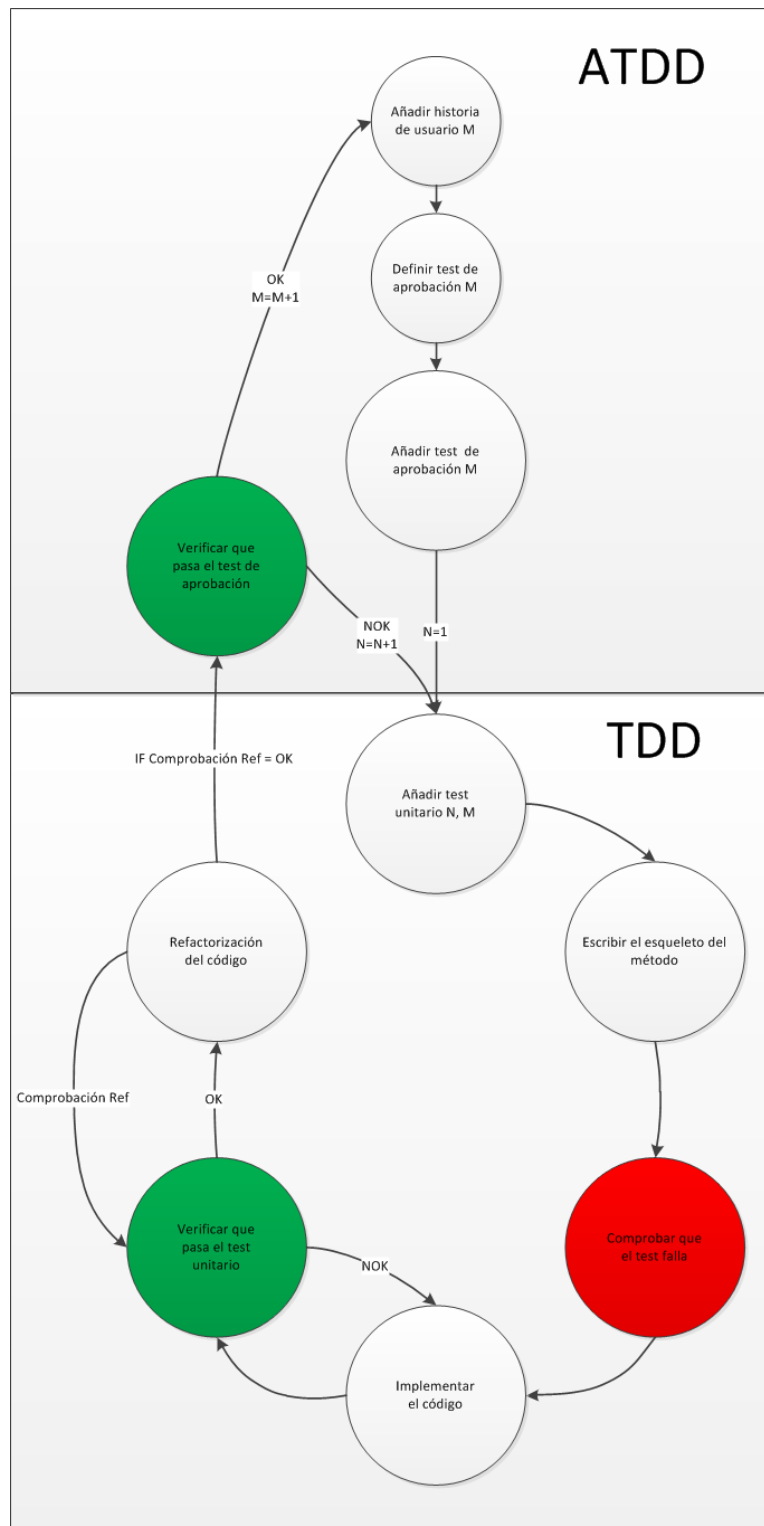 ATDD
Añadir historia
de usuario M
Definir test de
aprobación M
Añadir test de
aprobación M
OK
M=M+1
Verificar que
pasa el test de
aprobación
NOK
N=N+1
N=1
TDD
IF Comprobación Ref = OK
Añadir test
unitario N, M
Refactorización
del código
Escribir el esqueleto del
método
Comprobación Ref
OK
Verificar que
pasa el test
unitario
NOK
Comprobar que
el test falla
Implementar
el código